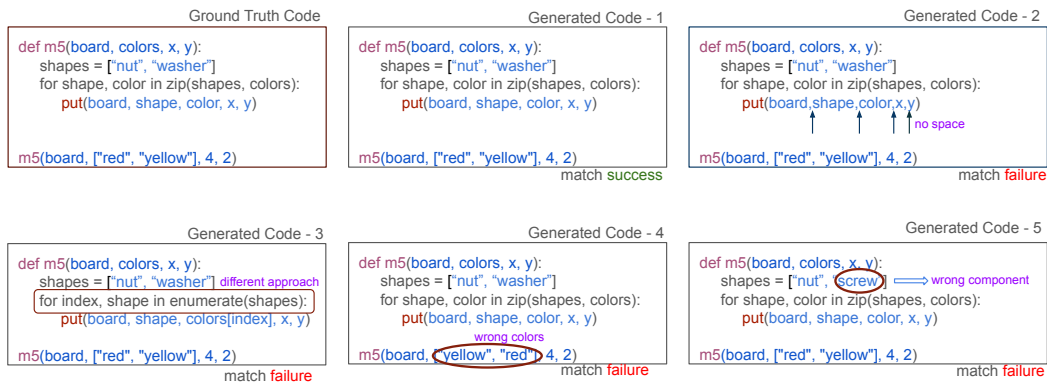 Ground Truth Code
def m5(board, colors, x, y):
shapes = [“nut”, “washer”]
for shape, color in zip(shapes, colors):
put(board, shape, color, x, y)
m5(board, ["red", "yellow"], 4, 2)
Generated Code - 1
def m5(board, colors, x, y):
shapes = [“nut”, “washer”]
for shape, color in zip(shapes, colors):
put(board, shape, color, x, y)
m5(board, ["red", "yellow"], 4, 2)
match success
Generated Code - 2
def m5(board, colors, x, y):
shapes = [“nut”, “washer”]
for shape, color in zip(shapes, colors):
put(board,shape,color,x,y)
no space
m5(board, ["red", "yellow"], 4, 2)
match failure
Generated Code - 3
def m5(board, colors, x, y):
shapes = [“nut”, “washer”] different approach
for index, shape in enumerate(shapes):
put(board, shape, colors[index], x, y)
m5(board, ["red", "yellow"], 4, 2)
match failure
Generated Code - 4
def m5(board, colors, x, y):
shapes = [“nut”, “washer”]
for shape, color in zip(shapes, colors):
put(board, shape, color, x, y)
wrong colors
m5(board, ["yellow", "red"], 4, 2)
match failure
Generated Code - 5
def m5(board, colors, x, y):
shapes = [“nut”, “screw”] wrong component
for shape, color in zip(shapes, colors):
put(board, shape, color, x, y)
m5(board, ["red", "yellow"], 4, 2)
match failure